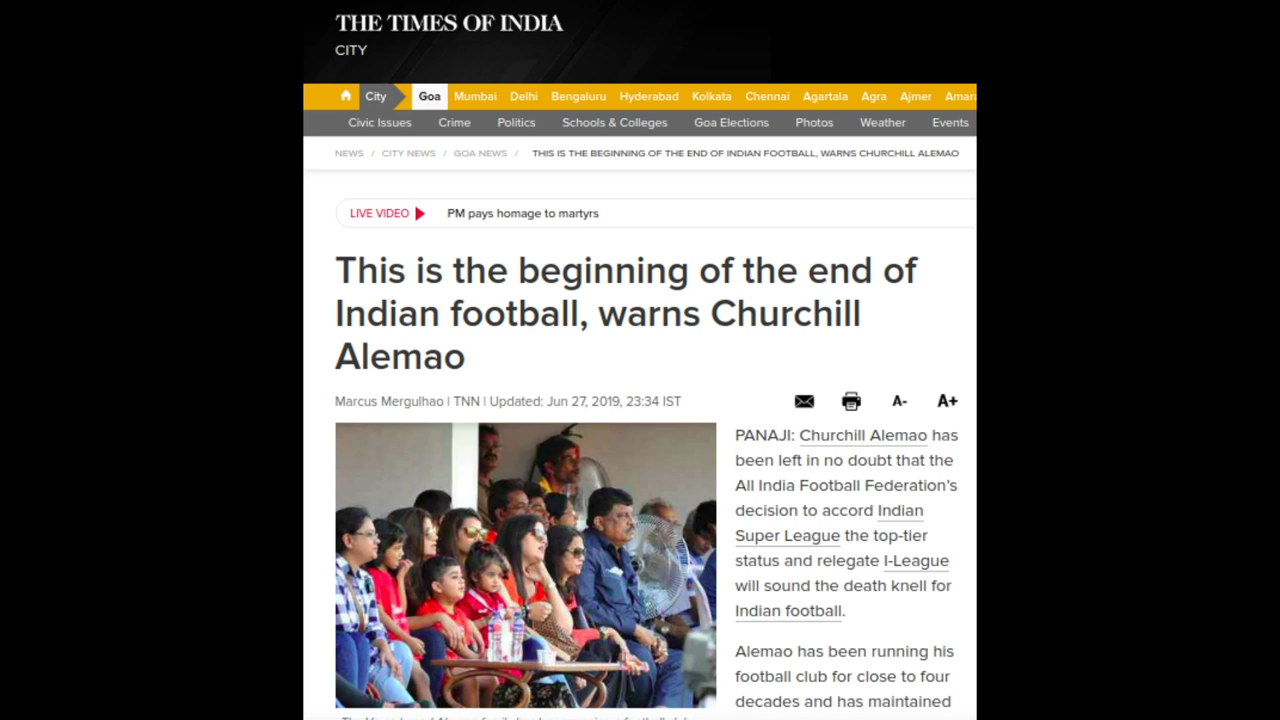 THE TIMES OF INDIA
CITY
City Goa Mumbai Delhi Bengaluru Hyderabad Kolkata Chennai Agartala Agra Ajmer
Civic Issues Crime Politics Schools & Colleges Goa Elections Photos Weather Events
NEWS / CITY NEWS / GOA NEWS / THIS IS THE BEGINNING OF THE END OF INDIAN FOOTBALL, WARNS CHURCHILL ALEMAO
LIVE VIDEO PM pays homage to martyrs
This is the beginning of the end of
Indian football, warns Churchill
Alemao
Marcus Mergulhao | TNN | Updated: Jun 27, 2019, 23:34 IST
A- A+
PANAJI: Churchill Alemao has
been left in no doubt that the
All India Football Federation's
decision to accord Indian
Super League the top-tier
status and relegate I-League
will sound the death knell for
Indian football.
Alemao has been running his
football club for close to four
decades and has maintained